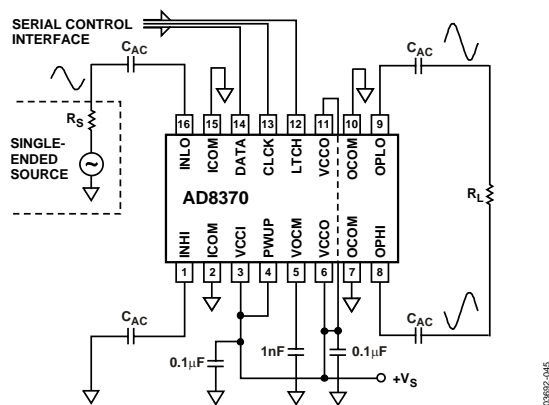 SERIAL CONTROL
INTERFACE
CAC
CAC
RS
SINGLE-
ENDED
SOURCE
16 15 14 13 12 11 10 9
INLO ICOM DATA CLCK LTCH VCCO OCOM OPLO
AD8370
RL
INHI ICOM VCCI PWUP VOCM VCCO OCOM OPHI
1 2 3 4 5 6 7 8
CAC
CAC
0.1µF
1nF
0.1µF
+VS
03692-045